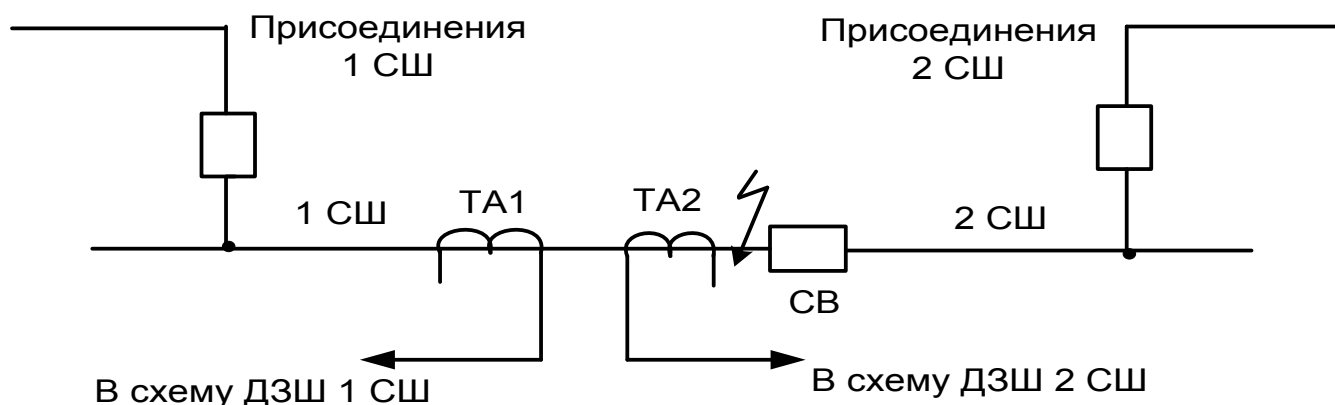 Присоединения
1 СШ
Присоединения
2 СШ
1 СШ
ТА1
ТА2
2 СШ
СВ
В схему ДЗШ 1 СШ
В схему ДЗШ 2 СШ